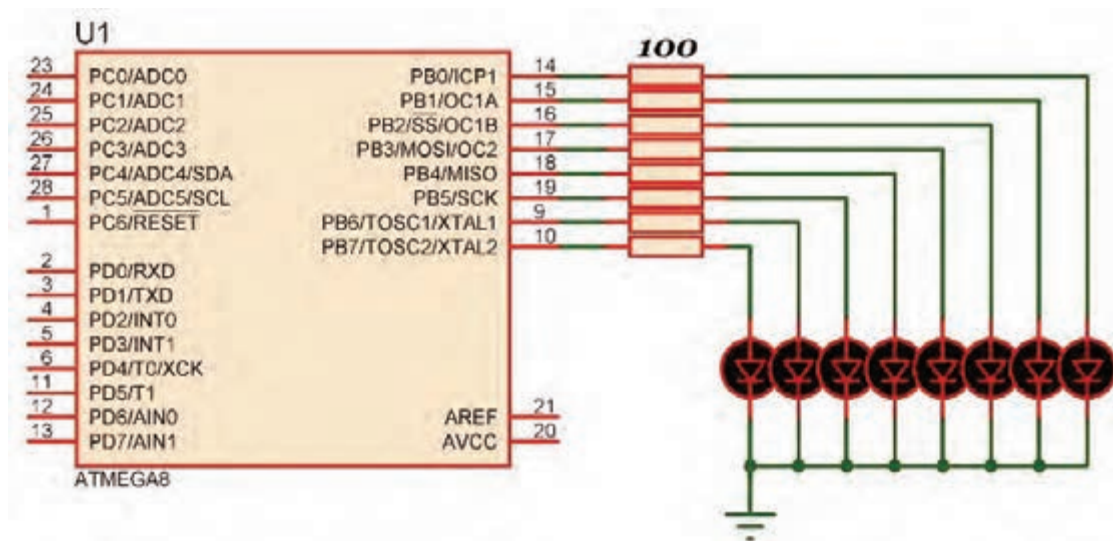 U1
100
23 PC0/ADC0
24 PC1/ADC1
25 PC2/ADC2
26 PC3/ADC3
27 PC4/ADC4/SDA
28 PC5/ADC5/SCL
1 PC6/RESET
2 PD0/RXD
3 PD1/TXD
4 PD2/INT0
5 PD3/INT1
6 PD4/T0/XCK
11 PD5/T1
12 PD6/AIN0
13 PD7/AIN1
PB0/ICP1 14
PB1/OC1A 15
PB2/SS/OC1B 16
PB3/MOSI/OC2 17
PB4/MISO 18
PB5/SCK 19
PB6/TOSC1/XTAL1 9
PB7/TOSC2/XTAL2 10
AREF 21
AVCC 20
ATMEGA8